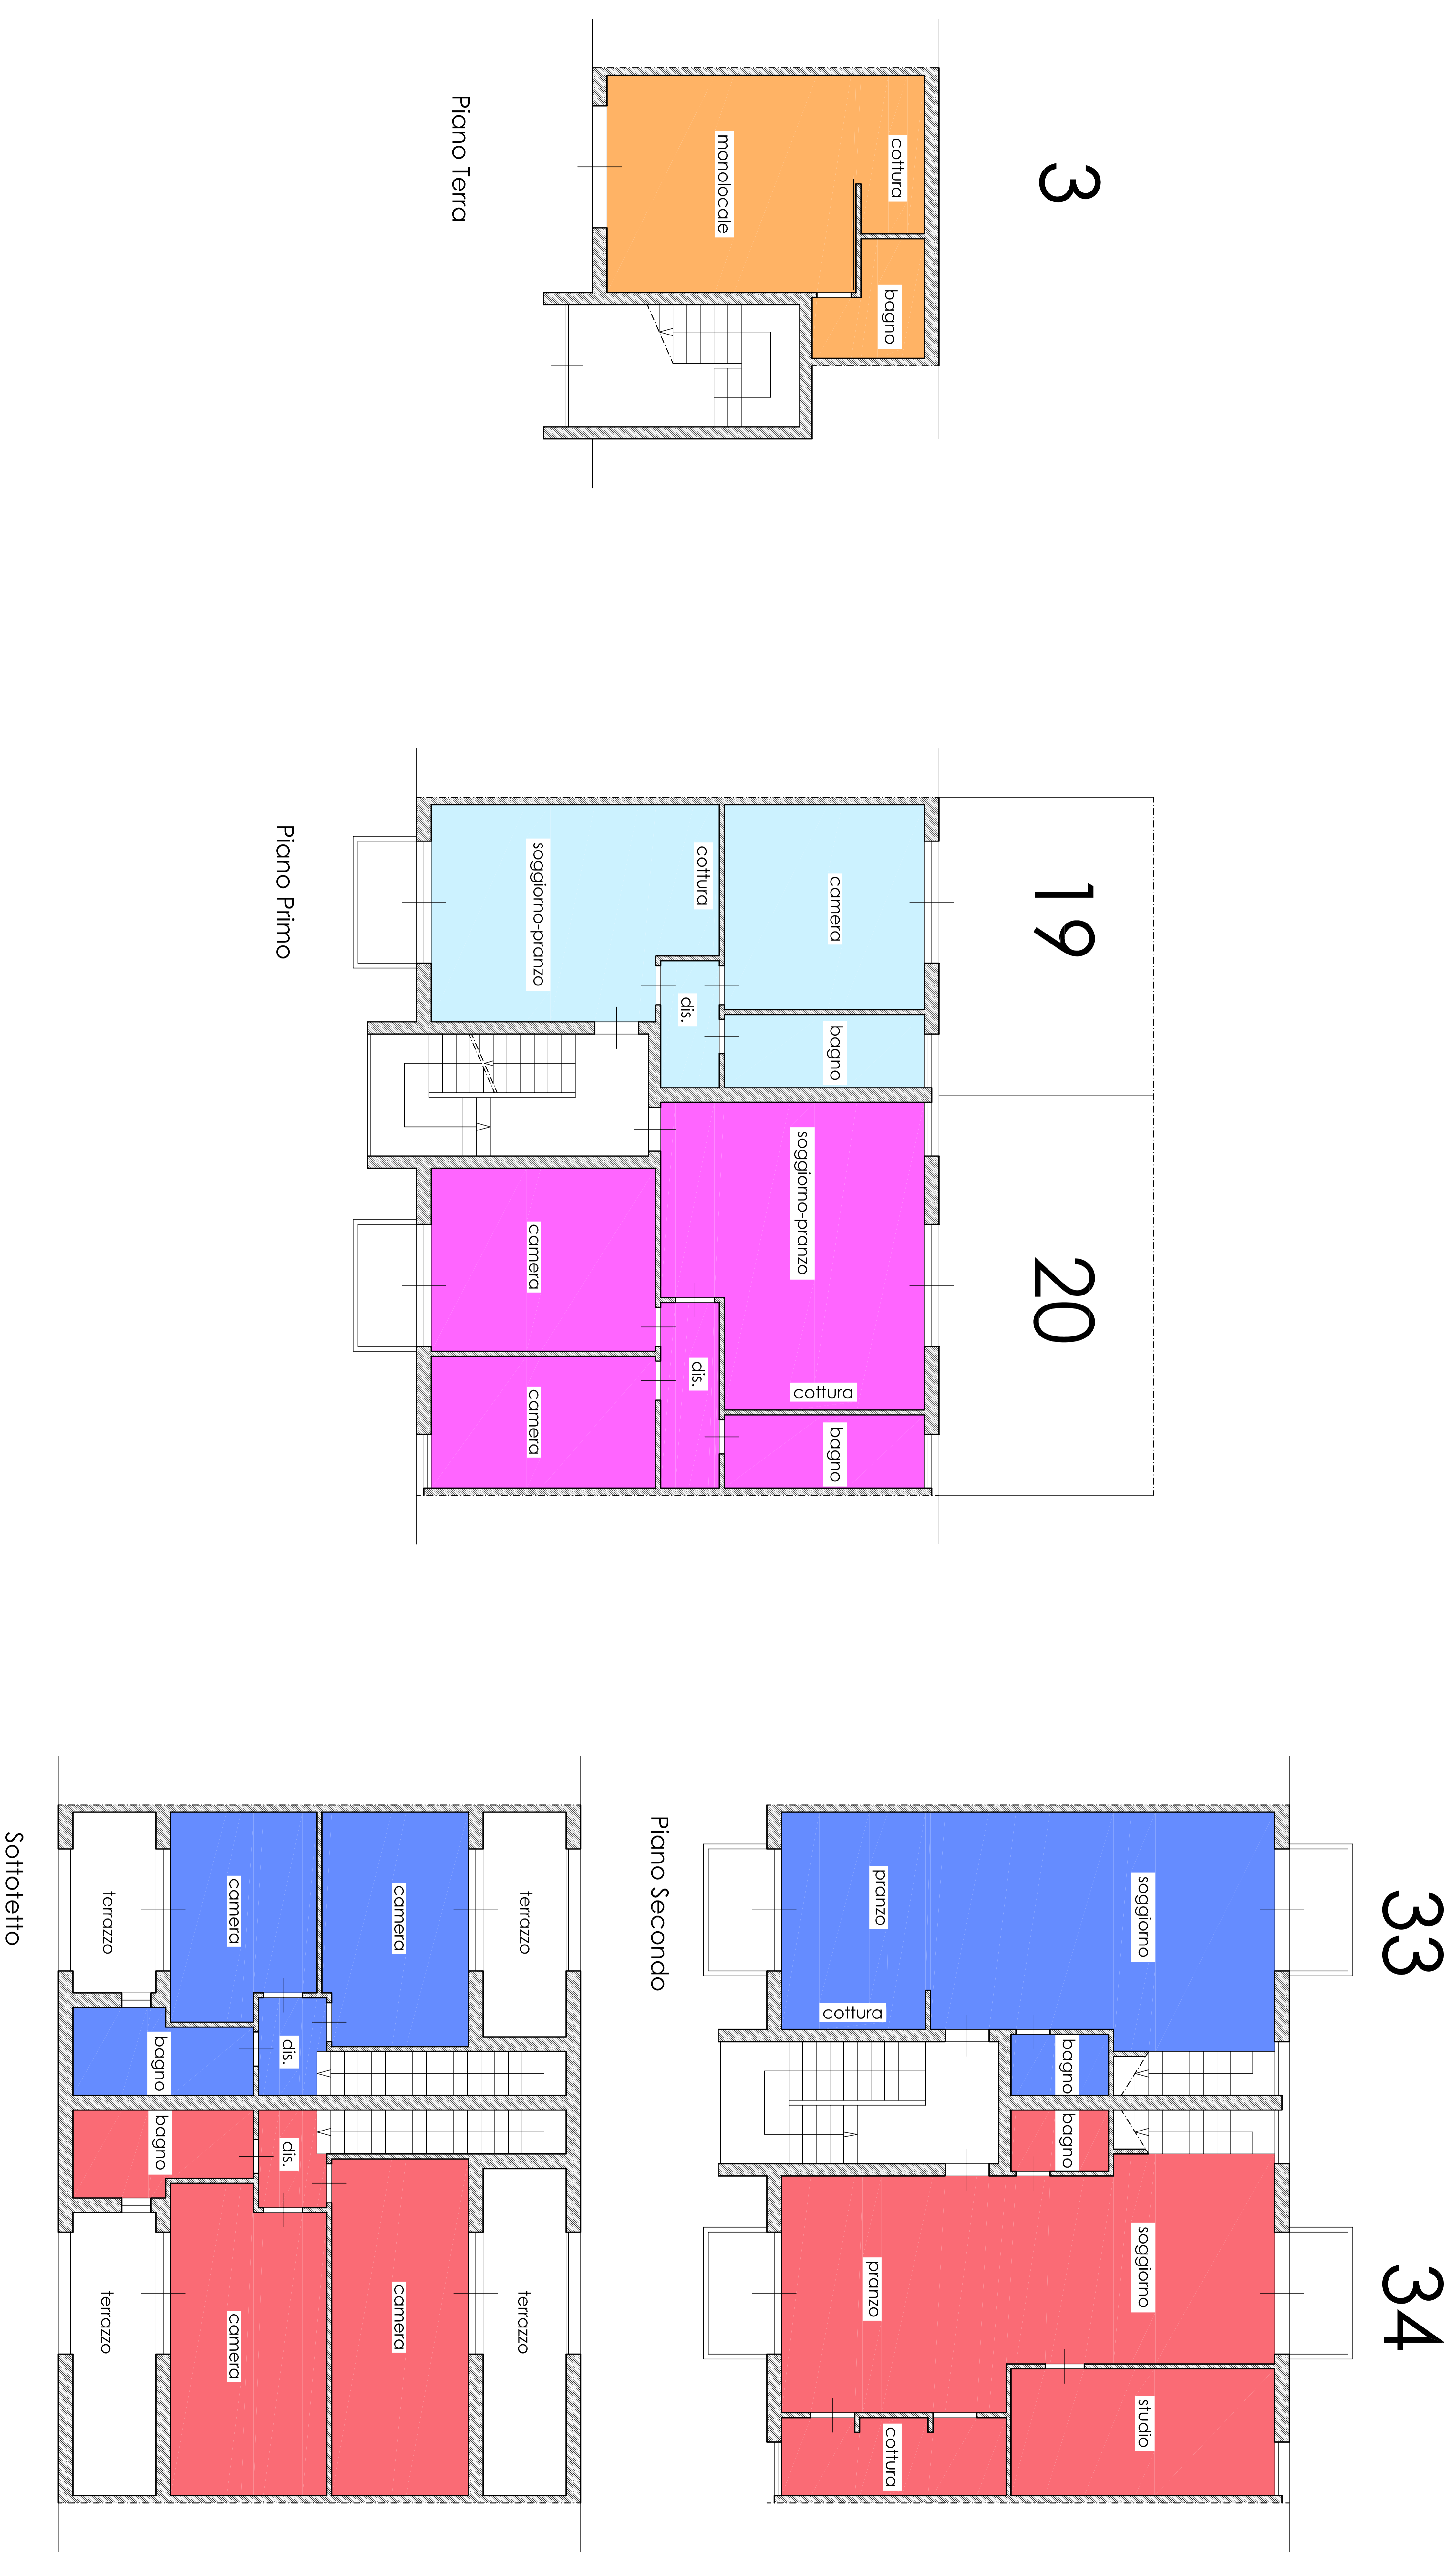 3
cottura
monolocale
bagno
Piano Terra
19
20
camera
cottura
soggiorno-pranzo
dis.
bagno
soggiorno-pranzo
camera
dis.
cottura
camera
bagno
Piano Primo
33
34
soggiorno
pranzo
cottura
bagno
bagno
soggiorno
pranzo
studio
cottura
Piano Secondo
terrazzo
camera
camera
terrazzo
dis.
bagno
dis.
bagno
terrazzo
camera
camera
terrazzo
Sottotetto